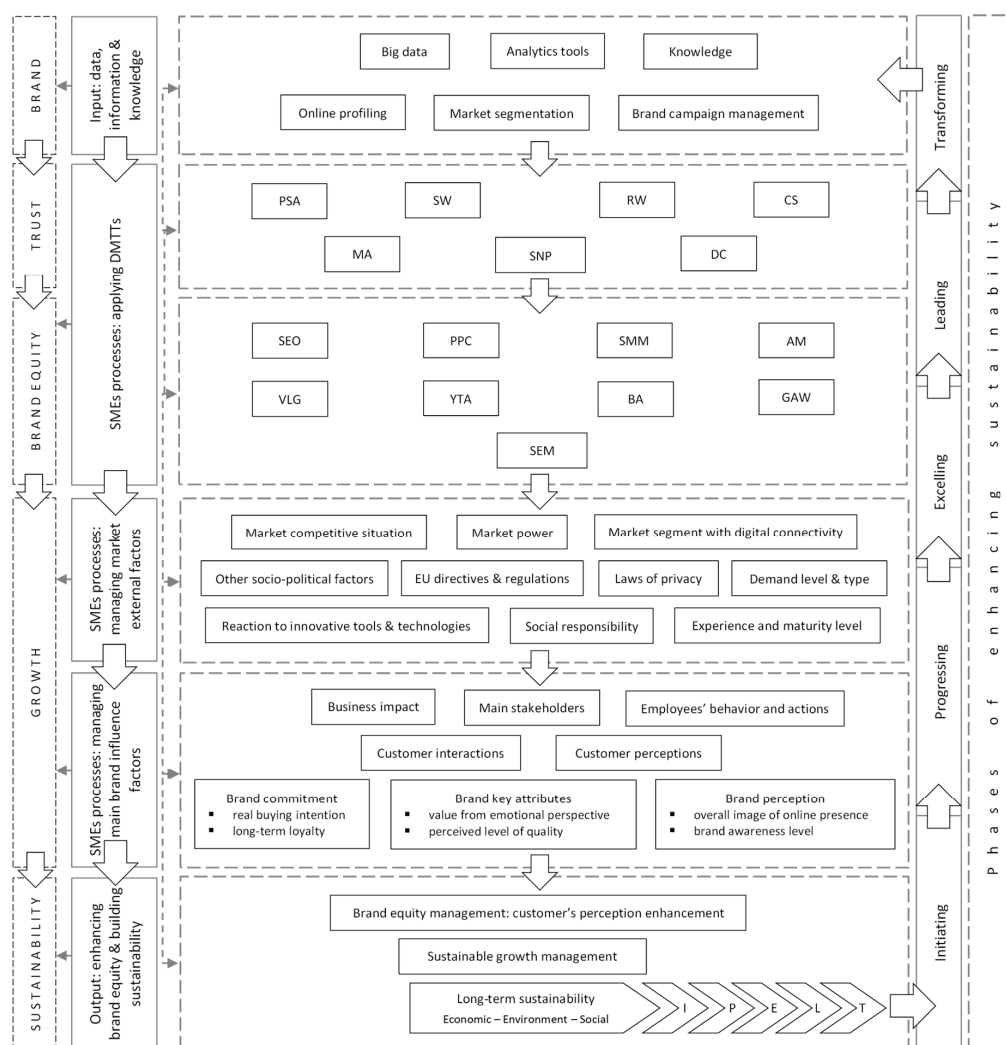 BRAND
TRUST
BRAND EQUITY
GROWTH
SUSTAINABILITY
Input: data,
information &
knowledge
SMEs processes: applying DMTTs
SMEs processes:
managing market
external factors
SMEs processes: managing
main brand influence
factors
Output: enhancing
brand equity & building
sustainability
Big data
Analytics tools
Knowledge
Online profiling
Market segmentation
Brand campaign management
PSA
SW
RW
CS
MA
SNP
DC
SEO
PPC
SMM
AM
VLG
YTA
BA
GAW
SEM
Market competitive situation
Market power
Market segment with digital connectivity
Other socio-political factors
EU directives & regulations
Laws of privacy
Demand level & type
Reaction to innovative tools & technologies
Social responsibility
Experience and maturity level
Business impact
Main stakeholders
Employees' behavior and actions
Customer interactions
Customer perceptions
Brand commitment
▪ real buying intention
▪ long-term loyalty
Brand key attributes
▪ value from emotional perspective
▪ perceived level of quality
Brand perception
▪ overall image of online presence
▪ brand awareness level
Brand equity management: customer's perception enhancement
Sustainable growth management
Long-term sustainability
Economic – Environment – Social
I P E L T
Transforming
Leading
Excelling
Progressing
Initiating
Phases of enhancing sustainability